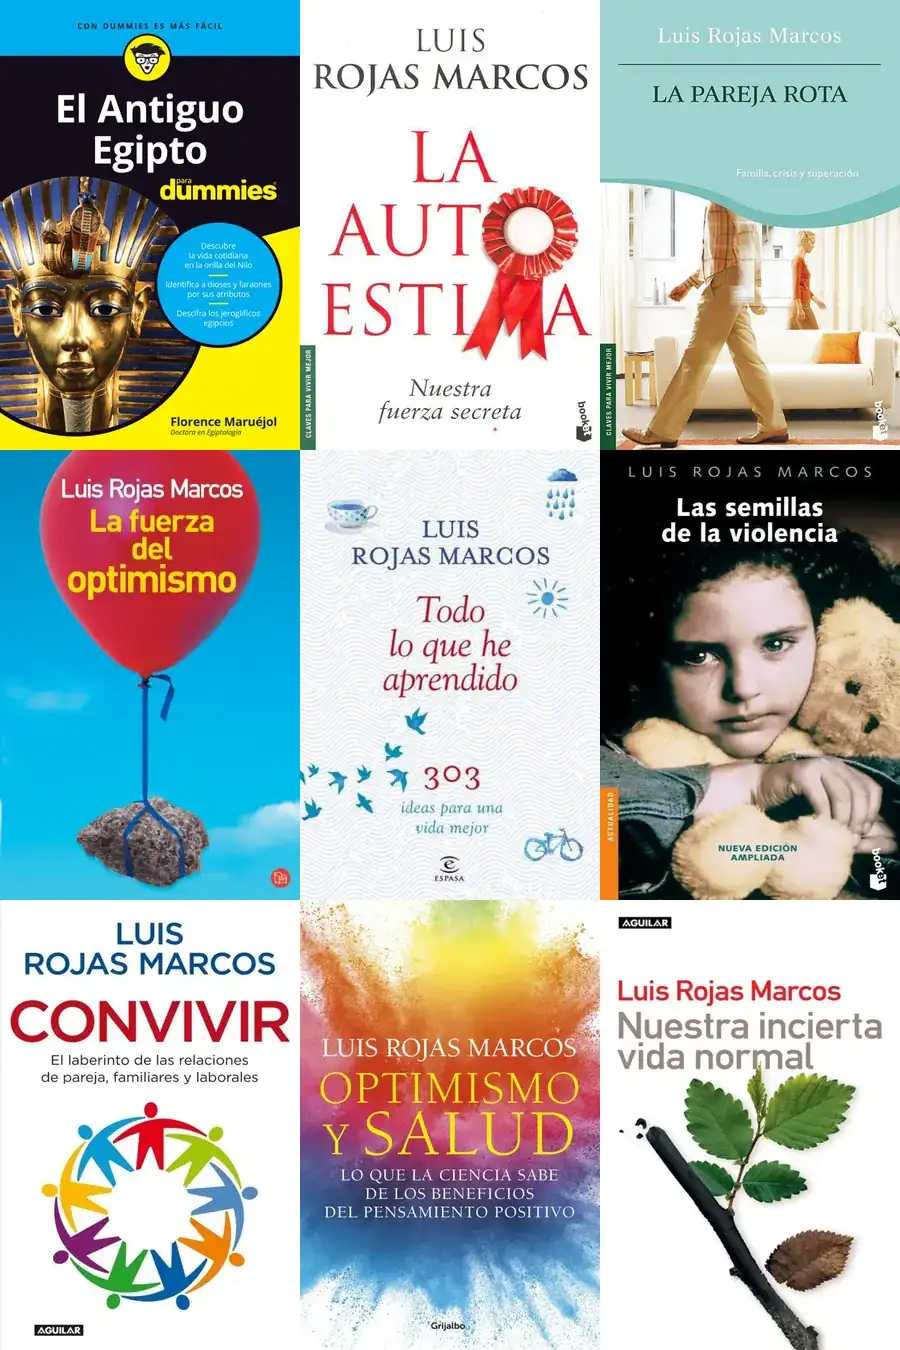 CON DUMMIES ES MÁS FÁCIL
El Antiguo
Egipto
para
dummies
Descubre
la vida cotidiana
en la orilla del Nilo
Identifica a dioses y faraones
por sus atributos
Descifra los jeroglíficos
egipcios
Florence Maruéjol
Doctora en Egiptología
LUIS
ROJAS MARCOS
LA
AUTO
ESTIMA
Nuestra
fuerza secreta
CLAVES PARA VIVIR MEJOR
booket
Luis Rojas Marcos
LA PAREJA ROTA
Familia, crisis y superación
CLAVES PARA VIVIR MEJOR
booket
Luis Rojas Marcos
La fuerza
del
optimismo
LUIS
ROJAS MARCOS
Todo
lo que he
aprendido
303
ideas para una
vida mejor
ESPASA
LUIS ROJAS MARCOS
Las semillas
de la violencia
ACTUALIDAD
NUEVA EDICIÓN
AMPLIADA
booket
LUIS
ROJAS MARCOS
CONVIVIR
El laberinto de las relaciones
de pareja, familiares y laborales
AGUILAR
LUIS ROJAS MARCOS
OPTIMISMO
Y SALUD
LO QUE LA CIENCIA SABE
DE LOS BENEFICIOS
DEL PENSAMIENTO POSITIVO
Grijalbo
AGUILAR
Luis Rojas Marcos
Nuestra incierta
vida normal